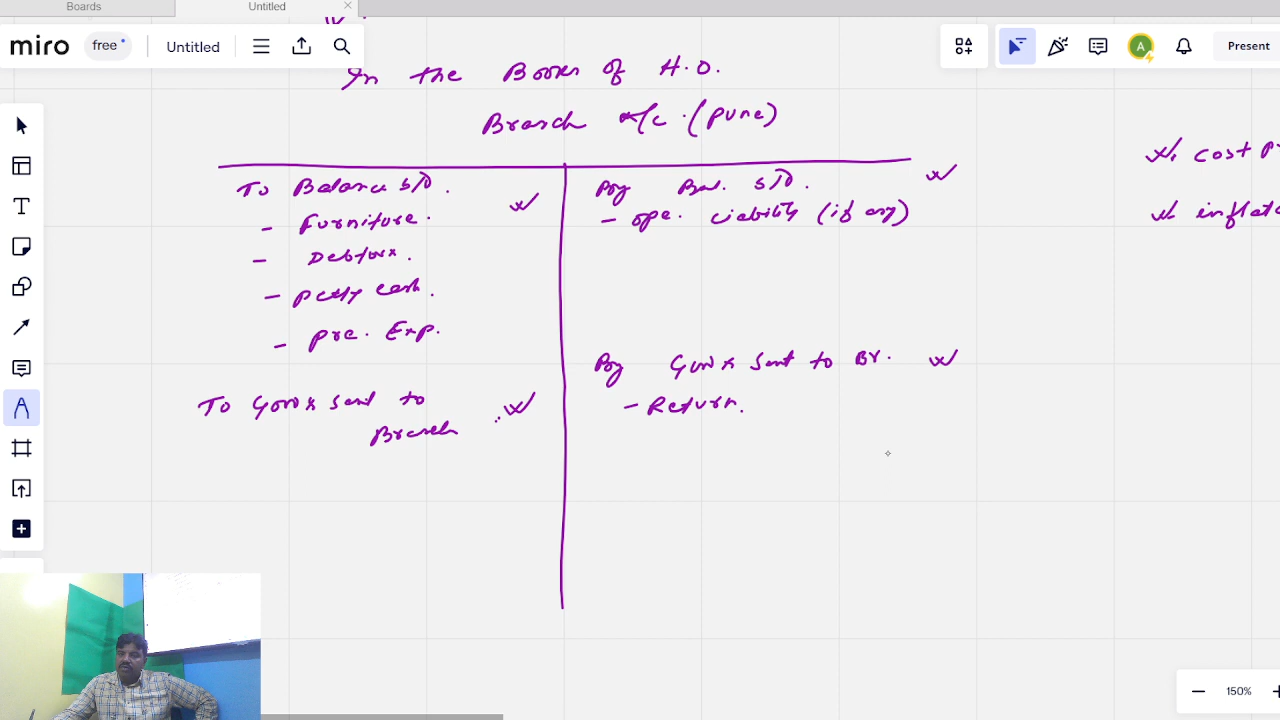 Boards Untitled
miro free Untitled Present
In the Books of H.O.
Branch A/c. (Pune)
To Balance b/D.
- Furniture.
- Debtors.
- Petty cash.
- Pre. Exp.
To Goods sent to
Branch
By Bal. b/D.
- ope. Liability (if any)
By Goods sent to Br.
- Return.
cost
150%